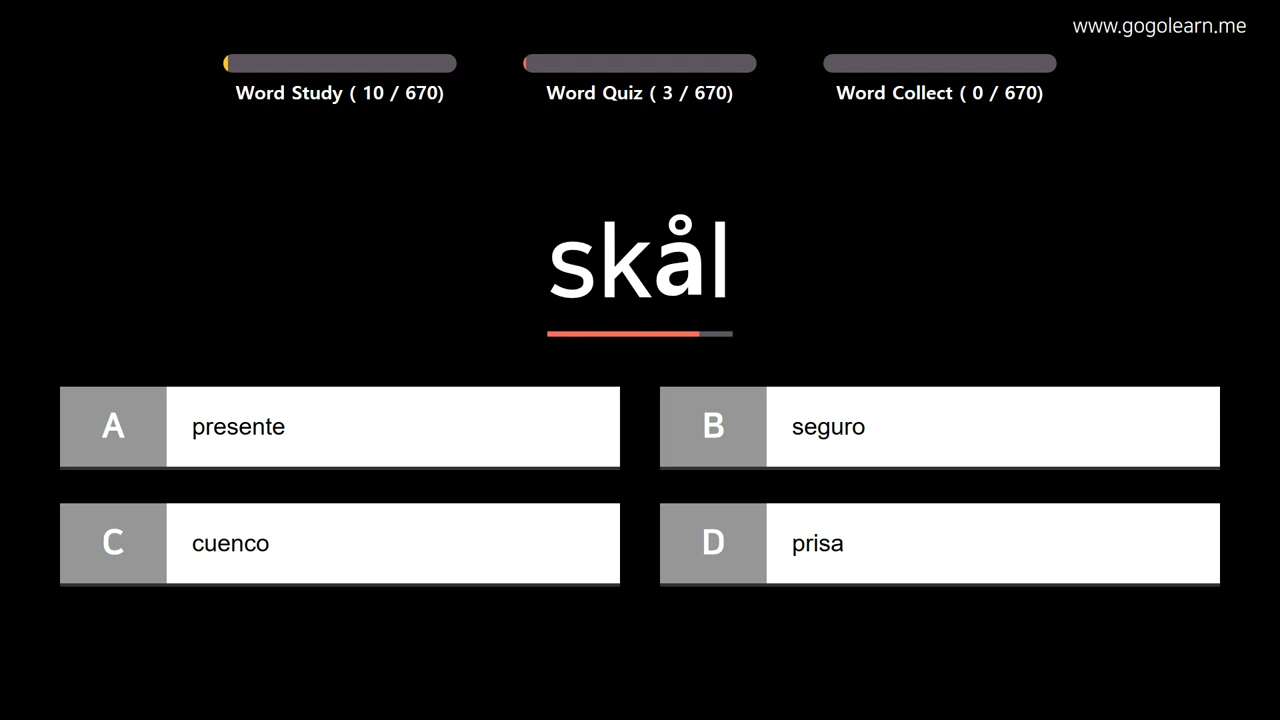 www.gogolearn.me
Word Study ( 10 / 670)
Word Quiz ( 3 / 670)
Word Collect ( 0 / 670)
skål
A presente
B seguro
C cuenco
D prisa